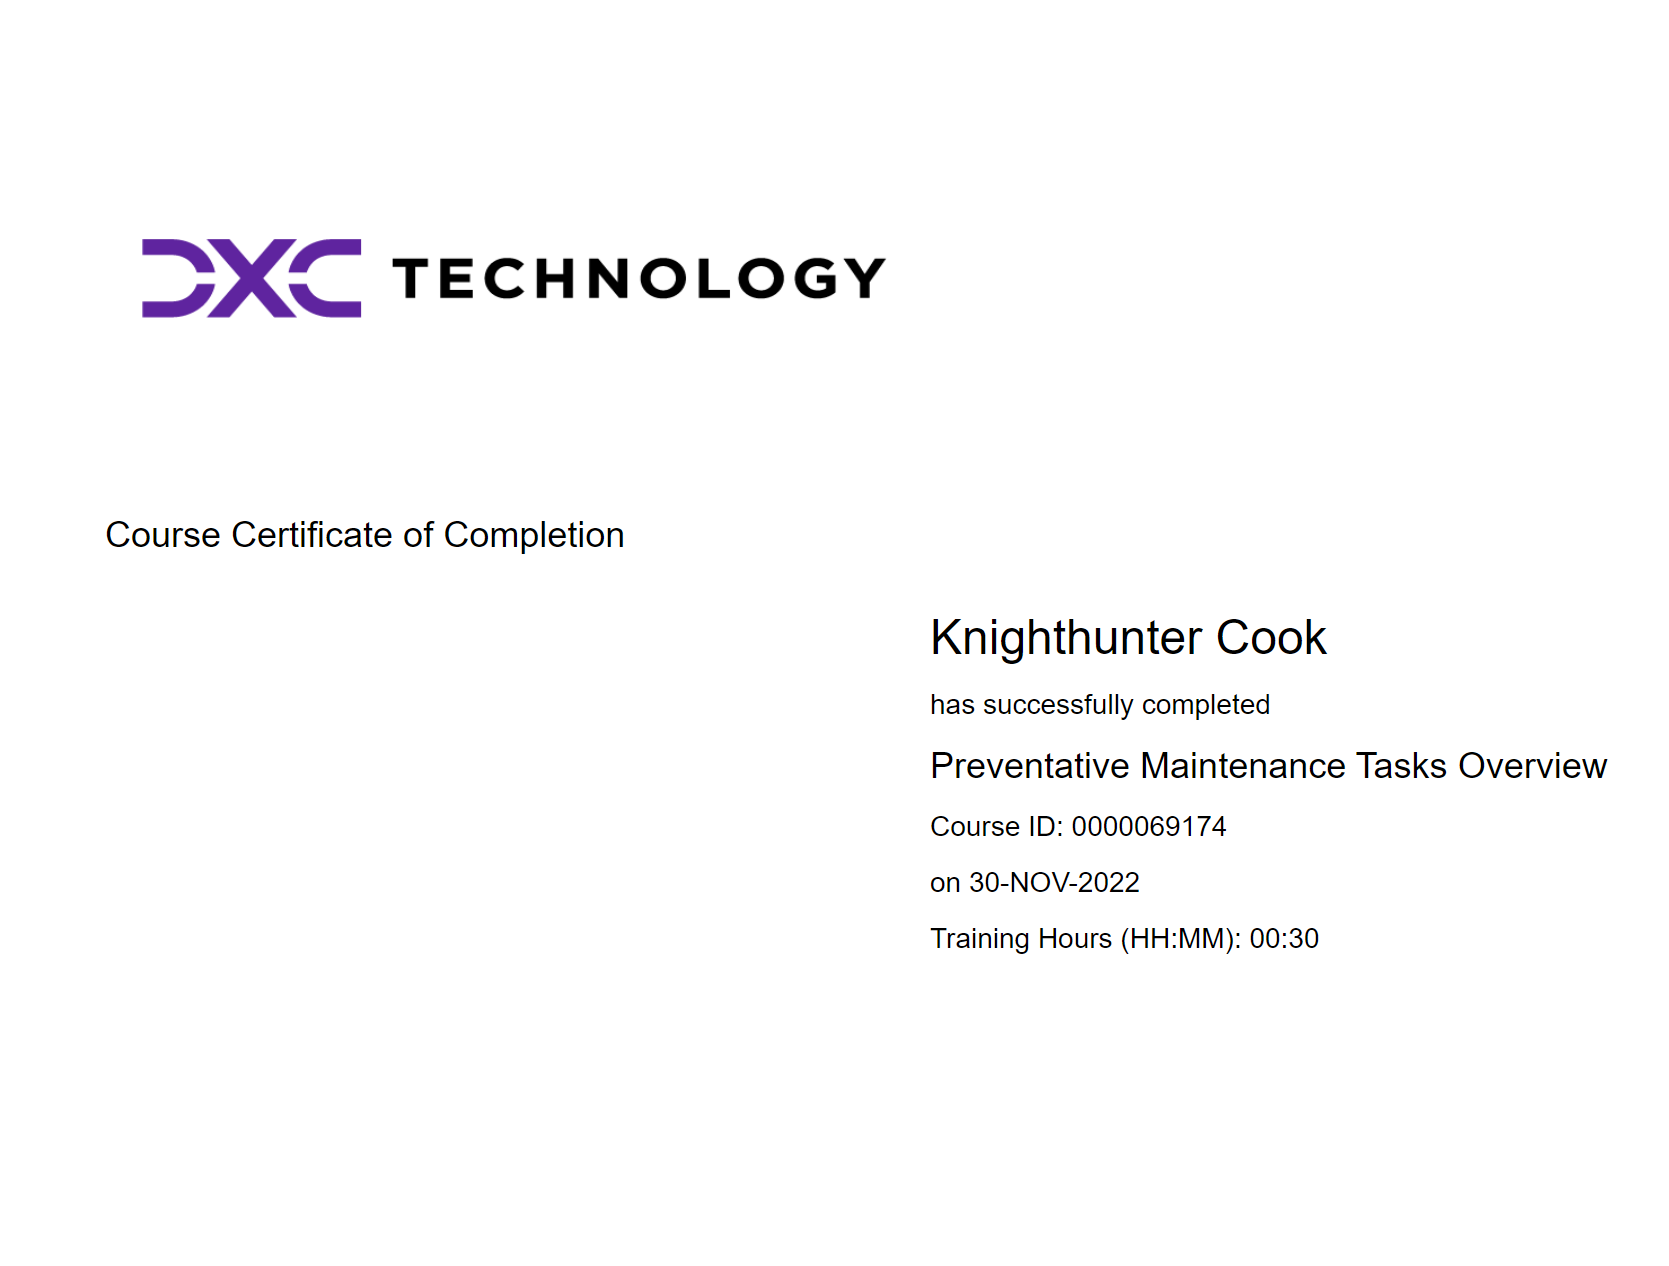 DXC TECHNOLOGY
Course Certificate of Completion
Knighthunter Cook
has successfully completed
Preventative Maintenance Tasks Overview
Course ID: 0000069174
on 30-NOV-2022
Training Hours (HH:MM): 00:30